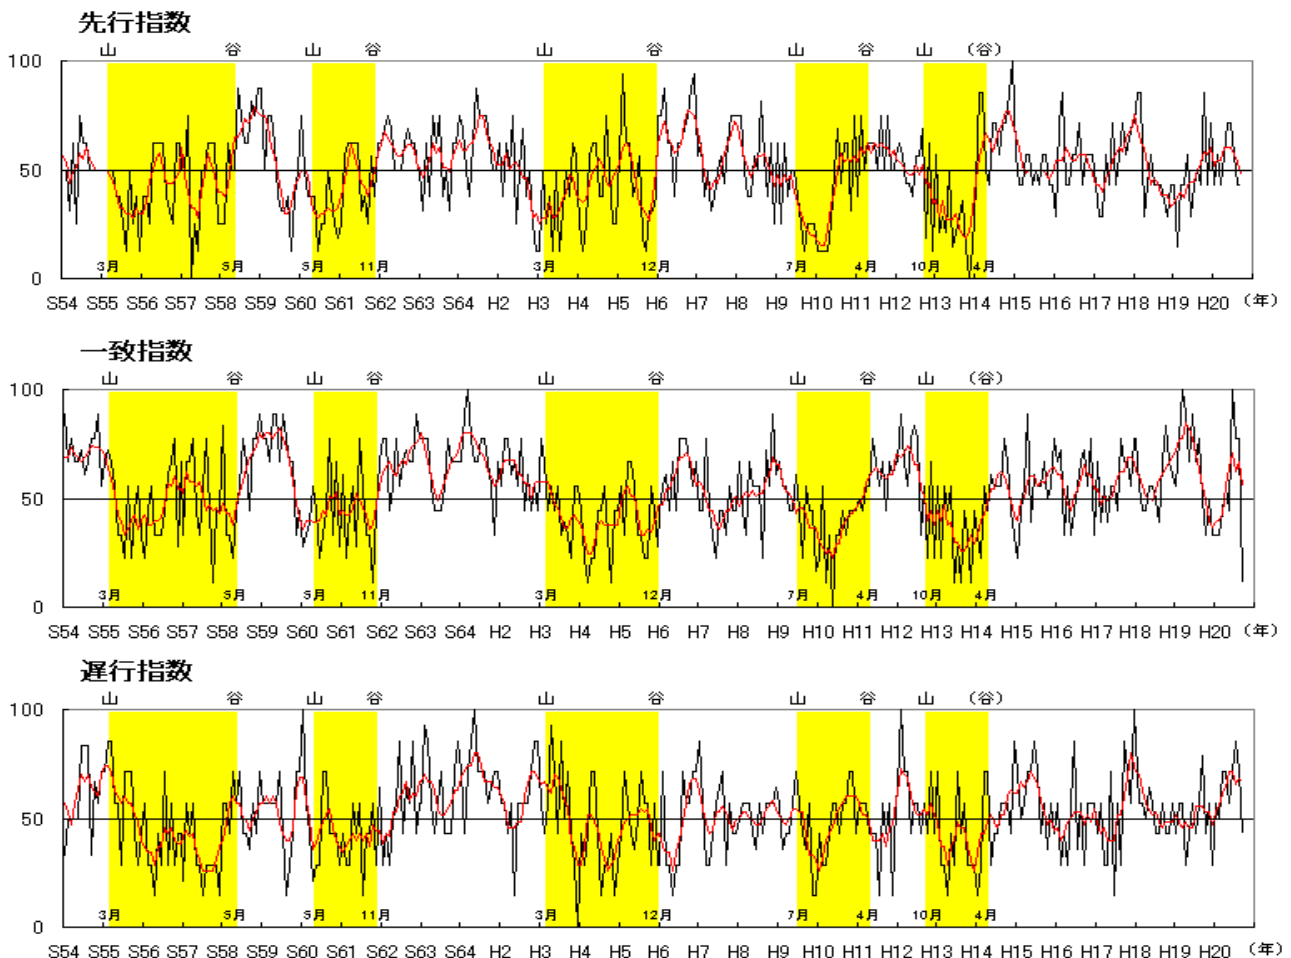 先行指数
山 谷 山 谷 山 谷 山 谷 山 (谷)
100
50
0
3月 5月 5月 11月 3月 12月 7月 4月 10月 4月
S54 S55 S56 S57 S58 S59 S60 S61 S62 S63 S64 H2 H3 H4 H5 H6 H7 H8 H9 H10 H11 H12 H13 H14 H15 H16 H17 H18 H19 H20 (年)
一致指数
山 谷 山 谷 山 谷 山 谷 山 (谷)
100
50
0
3月 5月 5月 11月 3月 12月 7月 4月 10月 4月
S54 S55 S56 S57 S58 S59 S60 S61 S62 S63 S64 H2 H3 H4 H5 H6 H7 H8 H9 H10 H11 H12 H13 H14 H15 H16 H17 H18 H19 H20 (年)
遅行指数
山 谷 山 谷 山 谷 山 谷 山 (谷)
100
50
0
3月 5月 5月 11月 3月 12月 7月 4月 10月 4月
S54 S55 S56 S57 S58 S59 S60 S61 S62 S63 S64 H2 H3 H4 H5 H6 H7 H8 H9 H10 H11 H12 H13 H14 H15 H16 H17 H18 H19 H20 (年)